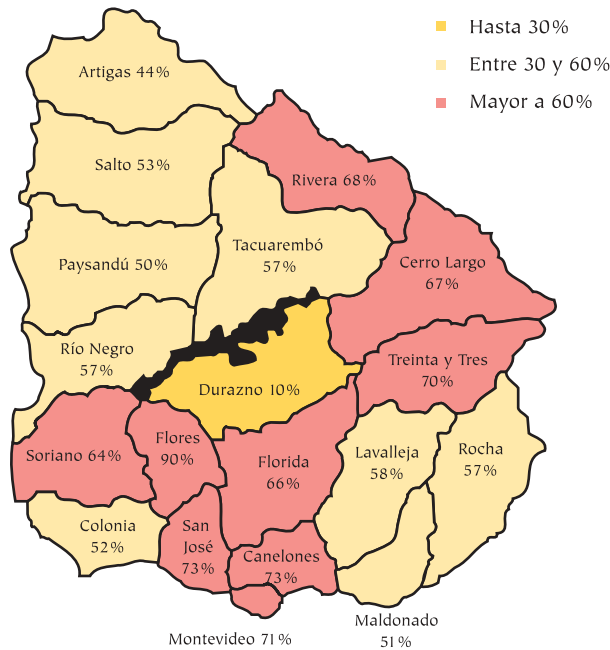 Hasta 30%
Entre 30 y 60%
Mayor a 60%
Artigas 44%
Salto 53%
Rivera 68%
Tacuarembó
57%
Paysandú 50%
Cerro Largo
67%
Río Negro
57%
Treinta y Tres
70%
Durazno 10%
Soriano 64%
Flores
90%
Florida
66%
Lavalleja
58%
Rocha
57%
Colonia
52%
San
José
73%
Canelones
73%
Montevideo 71%
Maldonado
51%